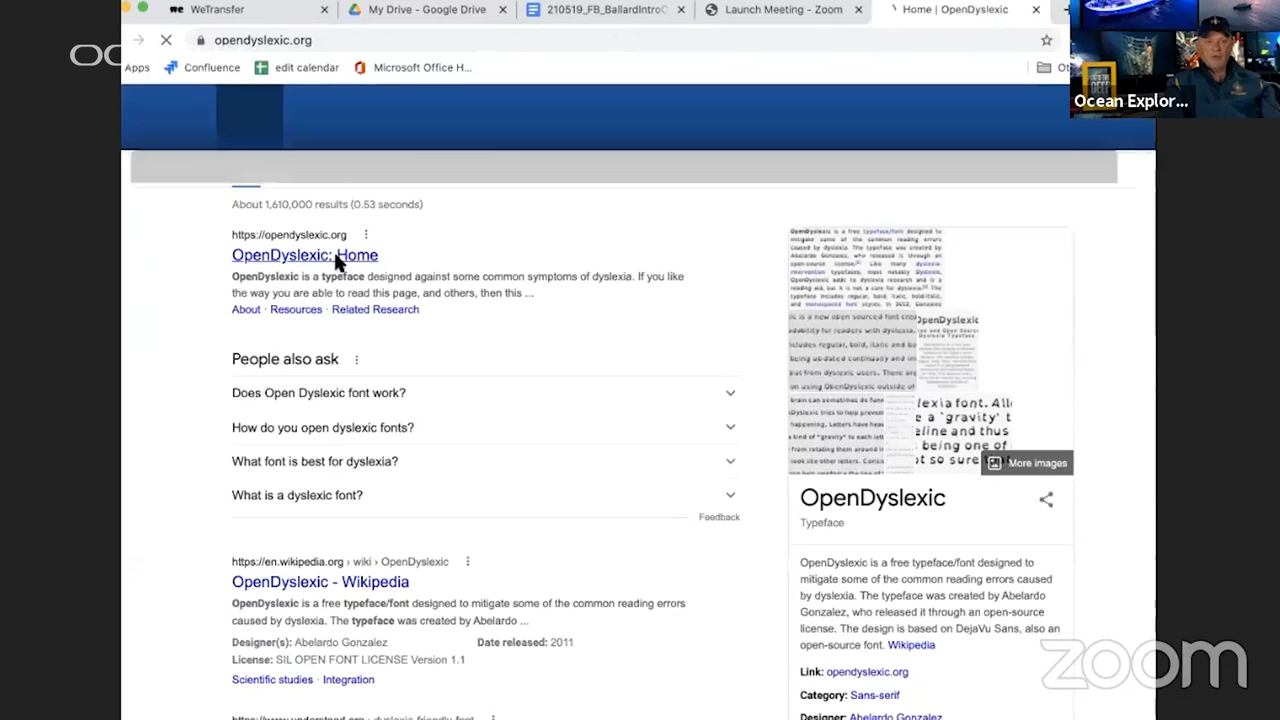 WeTransfer
My Drive - Google Drive
210519_FB_BallardIntroC
Launch Meeting - Zoom
Home | OpenDyslexic
OC
opendyslexic.org
Apps
Confluence
edit calendar
Microsoft Office H...
Ot
Ocean Explor...
About 1,610,000 results (0.53 seconds)
https://opendyslexic.org
OpenDyslexic: Home
OpenDyslexic is a typeface designed against some common symptoms of dyslexia. If you like
the way you are able to read this page, and others, then this ...
About · Resources · Related Research
People also ask
Does Open Dyslexic font work?
How do you open dyslexic fonts?
What font is best for dyslexia?
What is a dyslexic font?
Feedback
https://en.wikipedia.org › wiki › OpenDyslexic
OpenDyslexic - Wikipedia
OpenDyslexic is a free typeface/font designed to mitigate some of the common reading errors
caused by dyslexia. The typeface was created by Abelardo ...
Designer(s): Abelardo Gonzalez
Date released: 2011
License: SIL OPEN FONT LICENSE Version 1.1
Scientific studies · Integration
More images
OpenDyslexic
Typeface
OpenDyslexic is a free typeface/font designed to
mitigate some of the common reading errors caused
by dyslexia. The typeface was created by Abelardo
Gonzalez, who released it through an open-source
license. The design is based on DejaVu Sans, also an
open-source font. Wikipedia
Link: opendyslexic.org
Category: Sans-serif
Designer: Abelardo Gonzalez
zoom